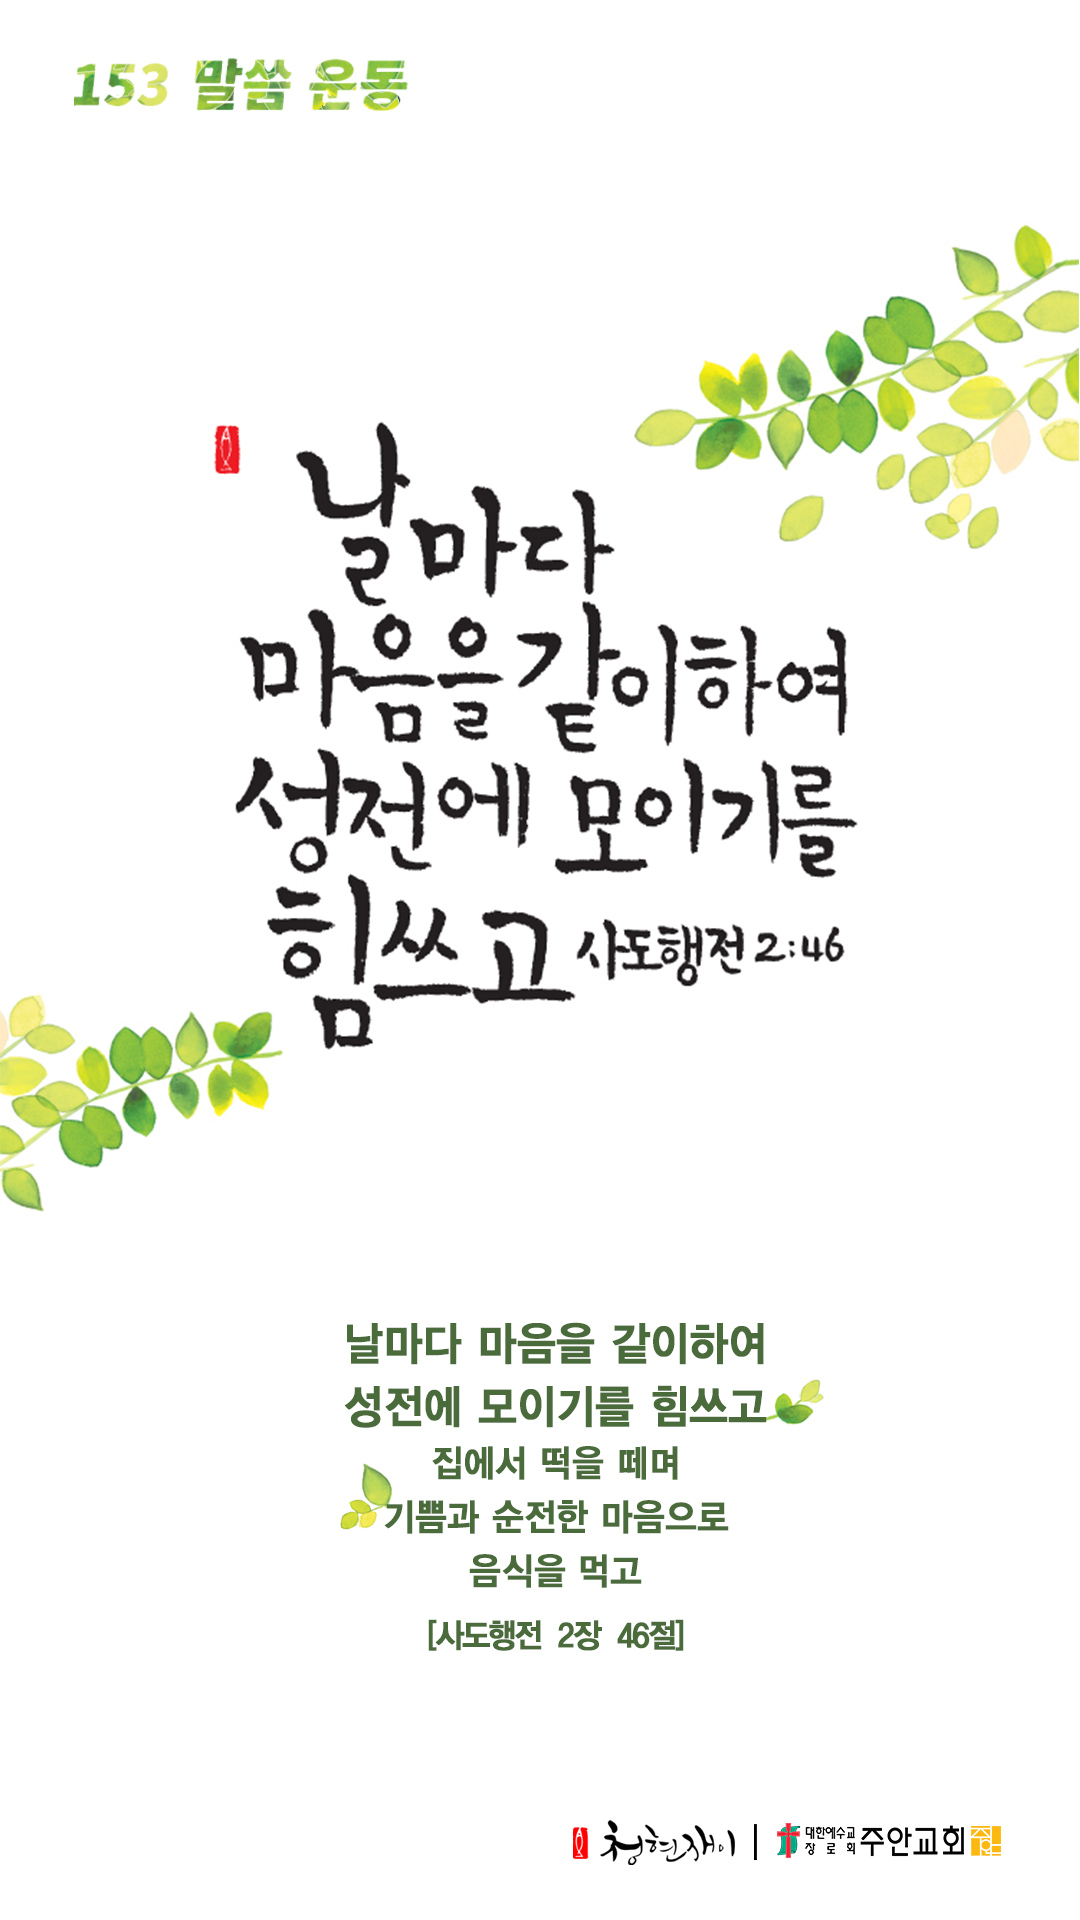 153 말씀 운동
날마다
마음을 같이하여
성전에 모이기를
힘쓰고 사도행전 2:46
날마다 마음을 같이하여
성전에 모이기를 힘쓰고
집에서 떡을 떼며
기쁨과 순전한 마음으로
음식을 먹고
[사도행전 2장 46절]
청현재이 | 대한예수교 장로회 주안교회